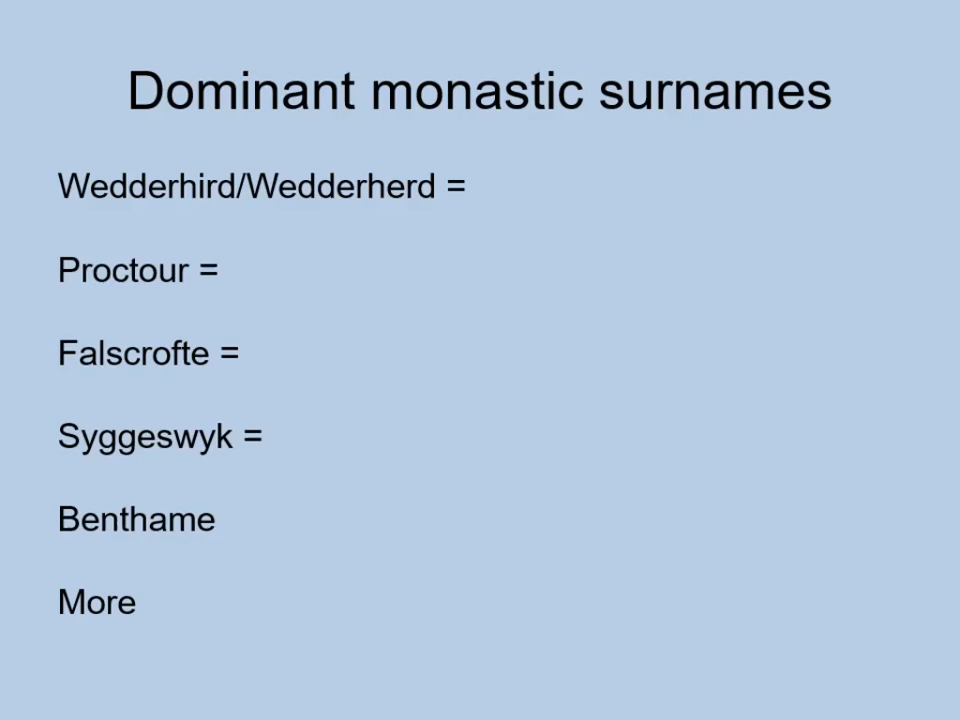 Dominant monastic surnames
Wedderhird/Wedderherd =
Proctour =
Falscrofte =
Syggeswyk =
Benthame
More